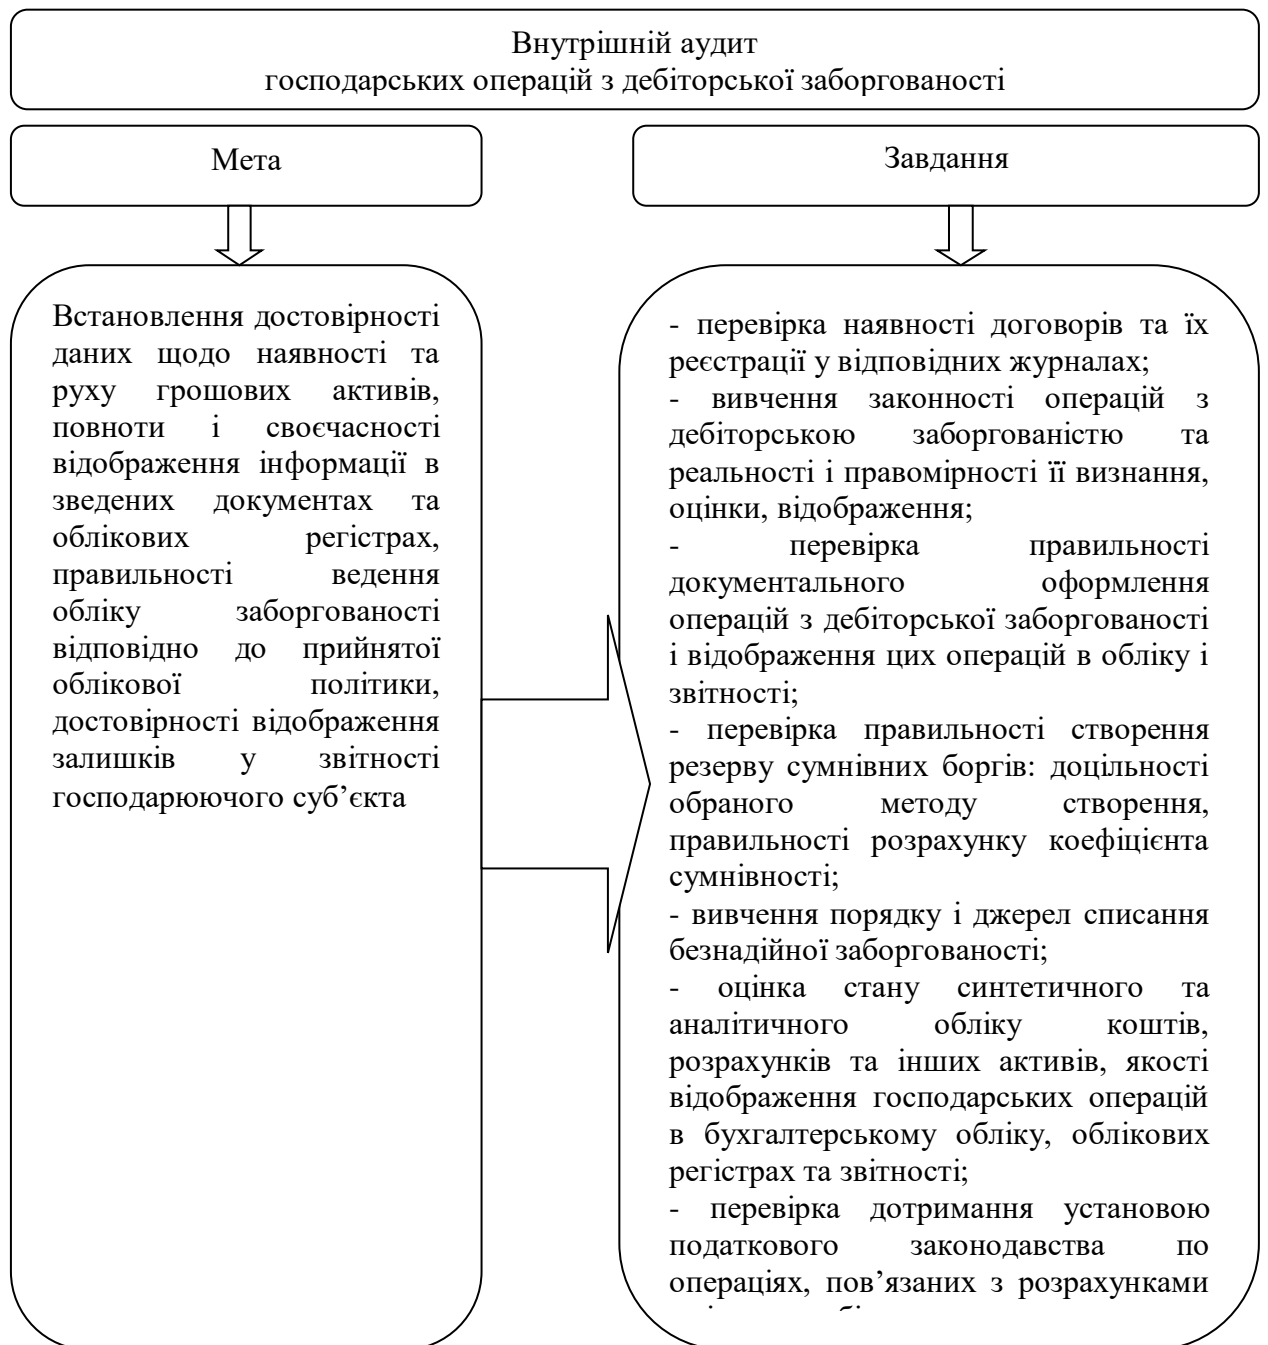 Внутрішній аудит
господарських операцій з дебіторської заборгованості
Мета
Завдання
Встановлення достовірності
даних щодо наявності та
руху грошових активів,
повноти і своєчасності
відображення інформації в
зведених документах та
облікових регістрах,
правильності ведення
обліку заборгованості
відповідно до прийнятої
облікової політики,
достовірності відображення
залишків у звітності
господарюючого суб’єкта
- перевірка наявності договорів та їх
реєстрації у відповідних журналах;
- вивчення законності операцій з
дебіторською заборгованістю та
реальності і правомірності її визнання,
оцінки, відображення;
- перевірка правильності
документального оформлення
операцій з дебіторської заборгованості
і відображення цих операцій в обліку і
звітності;
- перевірка правильності створення
резерву сумнівних боргів: доцільності
обраного методу створення,
правильності розрахунку коефіцієнта
сумнівності;
- вивчення порядку і джерел списання
безнадійної заборгованості;
- оцінка стану синтетичного та
аналітичного обліку коштів,
розрахунків та інших активів, якості
відображення господарських операцій
в бухгалтерському обліку, облікових
регістрах та звітності;
- перевірка дотримання установою
податкового законодавства по
операціях, пов’язаних з розрахунками